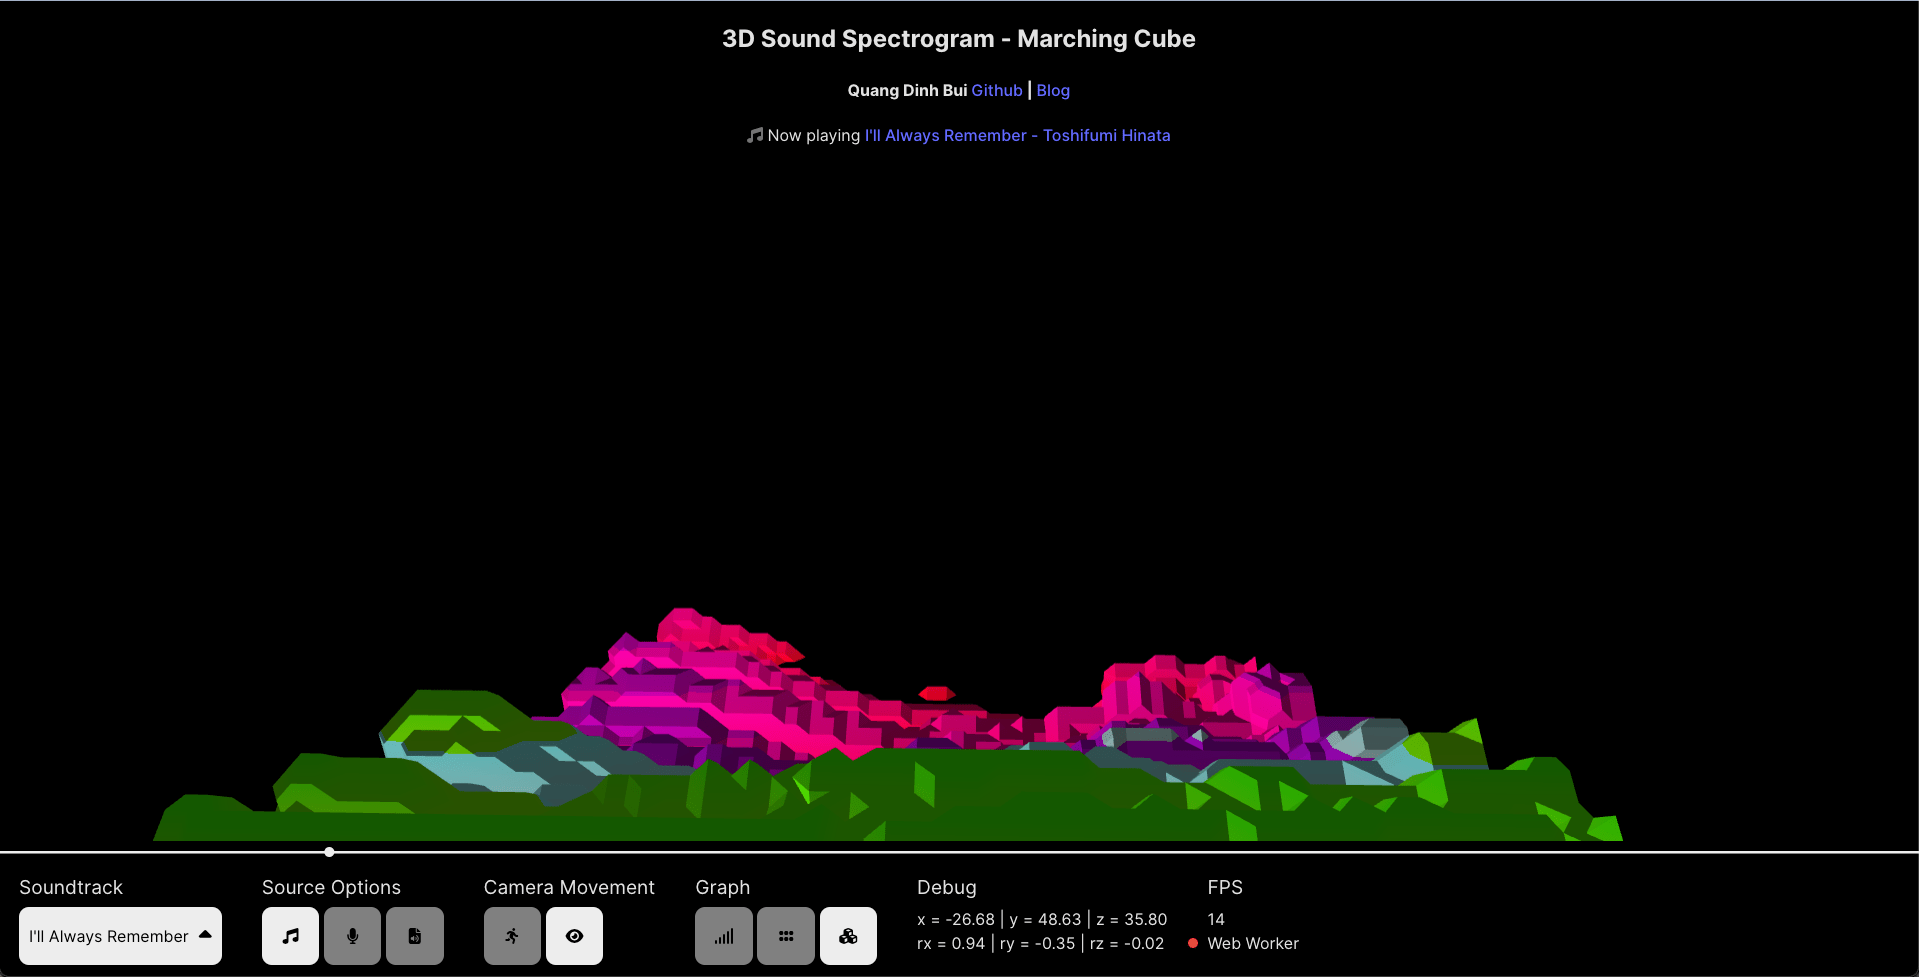 3D Sound Spectrogram - Marching Cube
Quang Dinh Bui Github | Blog
Now playing I'll Always Remember - Toshifumi Hinata
Soundtrack
I'll Always Remember
Source Options
Camera Movement
Graph
Debug
x = -26.68 | y = 48.63 | z = 35.80
rx = 0.94 | ry = -0.35 | rz = -0.02
FPS
14
Web Worker